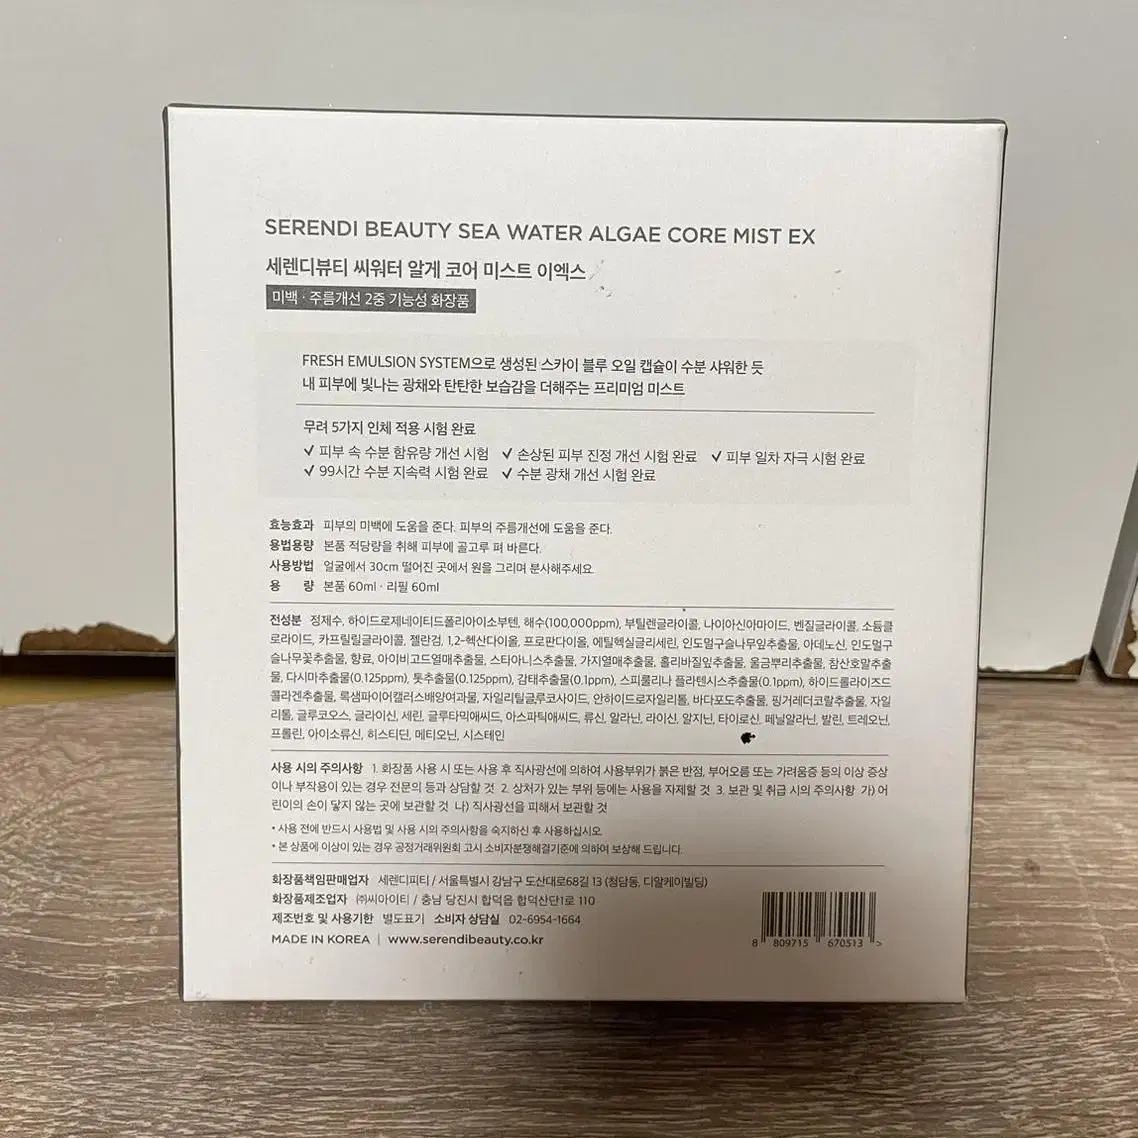 SERENDI BEAUTY SEA WATER ALGAE CORE MIST EX
세렌디뷰티 씨워터 알게 코어 미스트 이엑스
미백 · 주름개선 2중 기능성 화장품
FRESH EMULSION SYSTEM으로 생성된 스카이 블루 오일 캡슐이 수분 샤워한 듯
내 피부에 빛나는 광채와 탄탄한 보습감을 더해주는 프리미엄 미스트
무려 5가지 인체 적용 시험 완료
✓ 피부 속 수분 함유량 개선 시험 ✓ 손상된 피부 진정 개선 시험 완료 ✓ 피부 일차 자극 시험 완료
✓ 99시간 수분 지속력 시험 완료 ✓ 수분 광채 개선 시험 완료
효능효과 피부의 미백에 도움을 준다. 피부의 주름개선에 도움을 준다.
용법용량 본품 적당량을 취해 피부에 골고루 펴 바른다.
사용방법 얼굴에서 30cm 떨어진 곳에서 원을 그리며 분사해주세요.
용 량 본품 60ml · 리필 60ml
전성분 정제수, 하이드로제네이티드폴리아이소부텐, 해수(100,000ppm), 부틸렌글라이콜, 나이아신아마이드, 벤질글라이콜, 소듐클
로라이드, 카프릴릴글라이콜, 젤란검, 1,2-헥산다이올, 프로판다이올, 에틸헥실글리세린, 인도멀구슬나무잎추출물, 아데노신, 인도멀구
슬나무꽃추출물, 향료, 아이비고드열매추출물, 스타아니스추출물, 가지열매추출물, 홀리바질잎추출물, 울금뿌리추출물, 참산호말추출
물, 다시마추출물(0.125ppm), 톳추출물(0.125ppm), 감태추출물(0.1ppm), 스피룰리나 플라텐시스추출물(0.1ppm), 하이드롤라이즈드
콜라겐추출물, 록샘파이어캘러스배양여과물, 자일리틸글루코사이드, 안하이드로자일리톨, 바다포도추출물, 핑거레더코랄추출물, 자일
리톨, 글루코오스, 글라이신, 세린, 글루타믹애씨드, 아스파틱애씨드, 류신, 알라닌, 라이신, 알지닌, 타이로신, 페닐알라닌, 발린, 트레오닌,
프롤린, 아이소류신, 히스티딘, 메티오닌, 시스테인
사용 시의 주의사항 1. 화장품 사용 시 또는 사용 후 직사광선에 의하여 사용부위가 붉은 반점, 부어오름 또는 가려움증 등의 이상 증상
이나 부작용이 있는 경우 전문의 등과 상담할 것 2. 상처가 있는 부위 등에는 사용을 자제할 것 3. 보관 및 취급 시의 주의사항 가) 어
린이의 손이 닿지 않는 곳에 보관할 것 나) 직사광선을 피해서 보관할 것
• 사용 전에 반드시 사용법 및 사용 시의 주의사항을 숙지하신 후 사용하십시오.
• 본 상품에 이상이 있는 경우 공정거래위원회 고시 소비자분쟁해결기준에 의하여 보상해 드립니다.
화장품책임판매업자 세렌디피티 / 서울특별시 강남구 도산대로68길 13 (청담동, 디알케이빌딩)
화장품제조업자 ㈜씨아이티 / 충남 당진시 합덕읍 합덕산단1로 110
제조번호 및 사용기한 별도표기 소비자 상담실 02-6954-1664
MADE IN KOREA | www.serendibeauty.co.kr
8 809715 670513 >